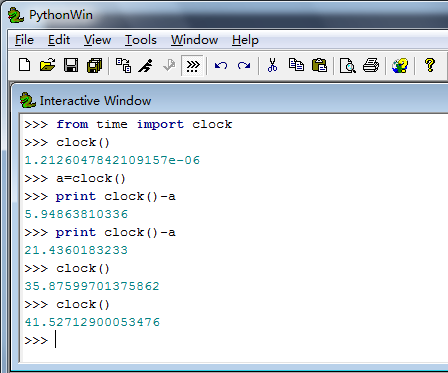 PythonWin
File Edit View Tools Window Help
Interactive Window
>>> from time import clock
>>> clock()
1.2126047842109157e-06
>>> a=clock()
>>> print clock()-a
5.94863810336
>>> print clock()-a
21.4360183233
>>> clock()
35.87599701375862
>>> clock()
41.52712900053476
>>>